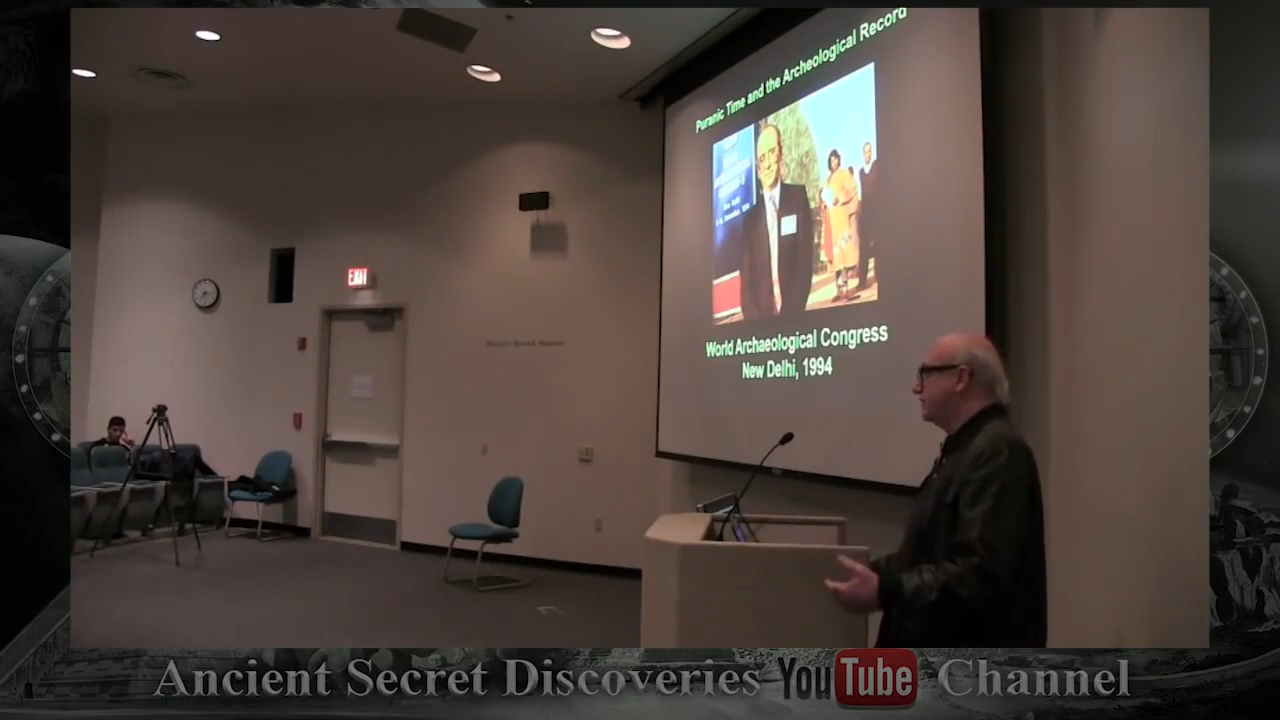 Puranic Time and the Archeological Record
World Archaeological Congress
New Delhi, 1994
EXIT
Ancient Secret Discoveries YouTube Channel